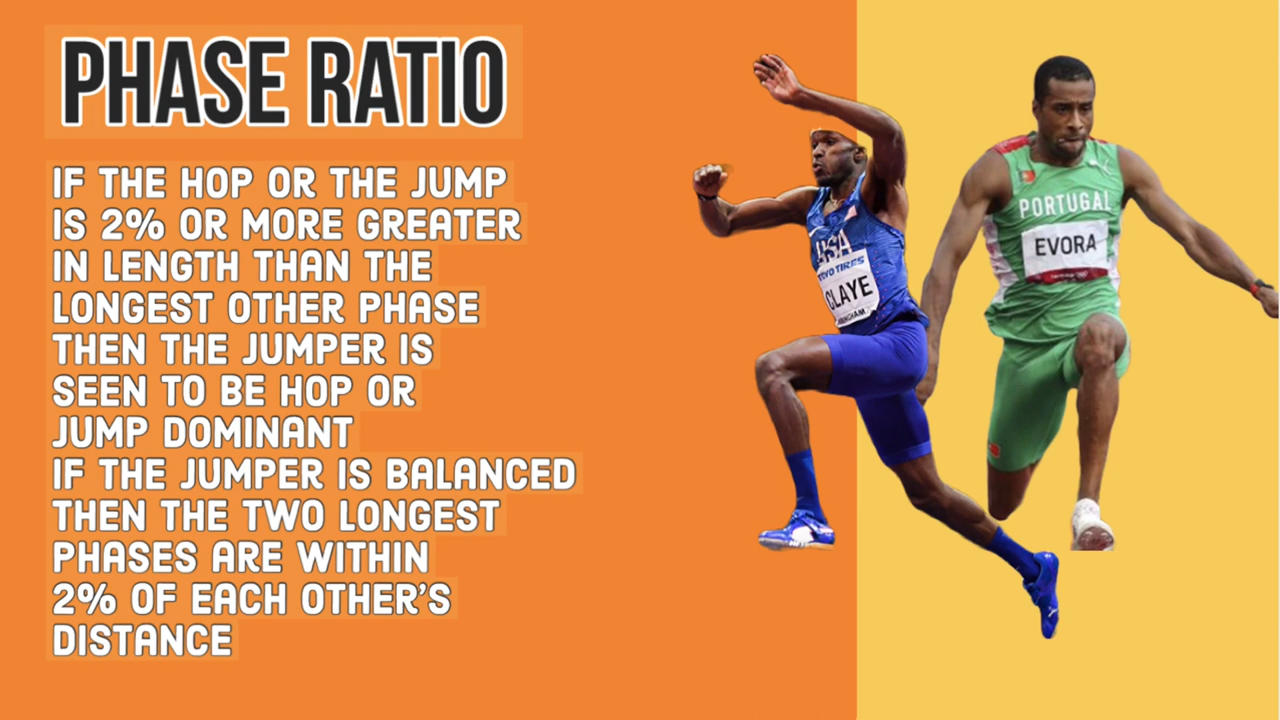 PHASE RATIO
IF THE HOP OR THE JUMP
IS 2% OR MORE GREATER
IN LENGTH THAN THE
LONGEST OTHER PHASE
THEN THE JUMPER IS
SEEN TO BE HOP OR
JUMP DOMINANT
IF THE JUMPER IS BALANCED
THEN THE TWO LONGEST
PHASES ARE WITHIN
2% OF EACH OTHER'S
DISTANCE
USA
TOYO TIRES
CLAYE
PORTUGAL
EVORA